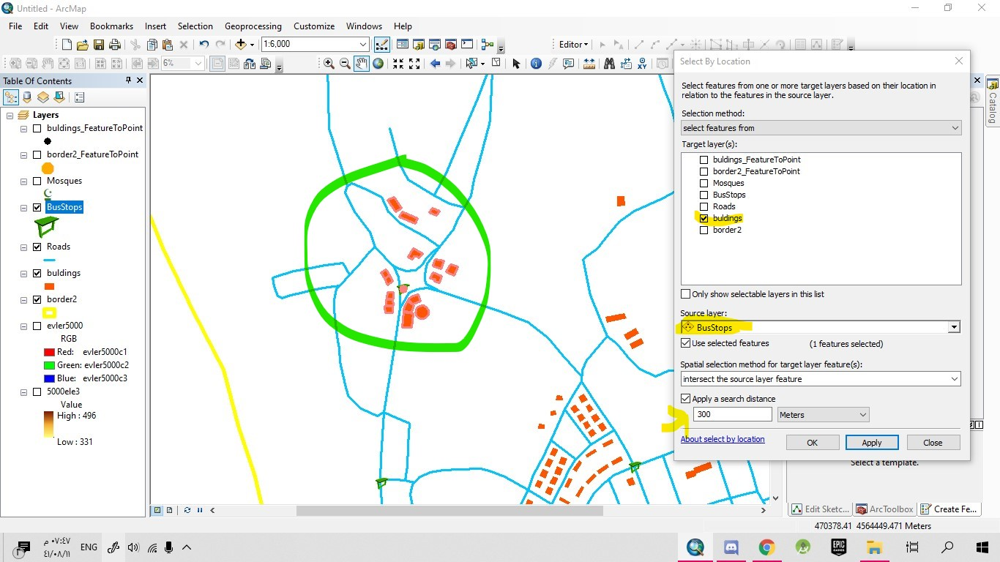 Untitled - ArcMap
File Edit View Bookmarks Insert Selection Geoprocessing Customize Windows Help
1:6,000
Editor
6%
Table Of Contents
Layers
buldings_FeatureToPoint
border2_FeatureToPoint
Mosques
BusStops
Roads
buldings
border2
evler5000
RGB
Red: evler5000c1
Green: evler5000c2
Blue: evler5000c3
5000ele3
Value
High : 496
Low : 331
Select By Location
Select features from one or more target layers based on their location in
relation to the features in the source layer.
Selection method:
select features from
Target layer(s):
buldings_FeatureToPoint
border2_FeatureToPoint
Mosques
BusStops
Roads
buldings
border2
Only show selectable layers in this list
Source layer:
BusStops
Use selected features (1 features selected)
Spatial selection method for target layer feature(s):
intersect the source layer feature
Apply a search distance
300 Meters
About select by location
OK Apply Close
Catalog
Select a template.
Edit Sketc... ArcToolbox Create Fe...
470378.41 4564449.471 Meters
٠٧:٤٧ م
٤١/٠٨/١١
ENG
EPIC
GAMES